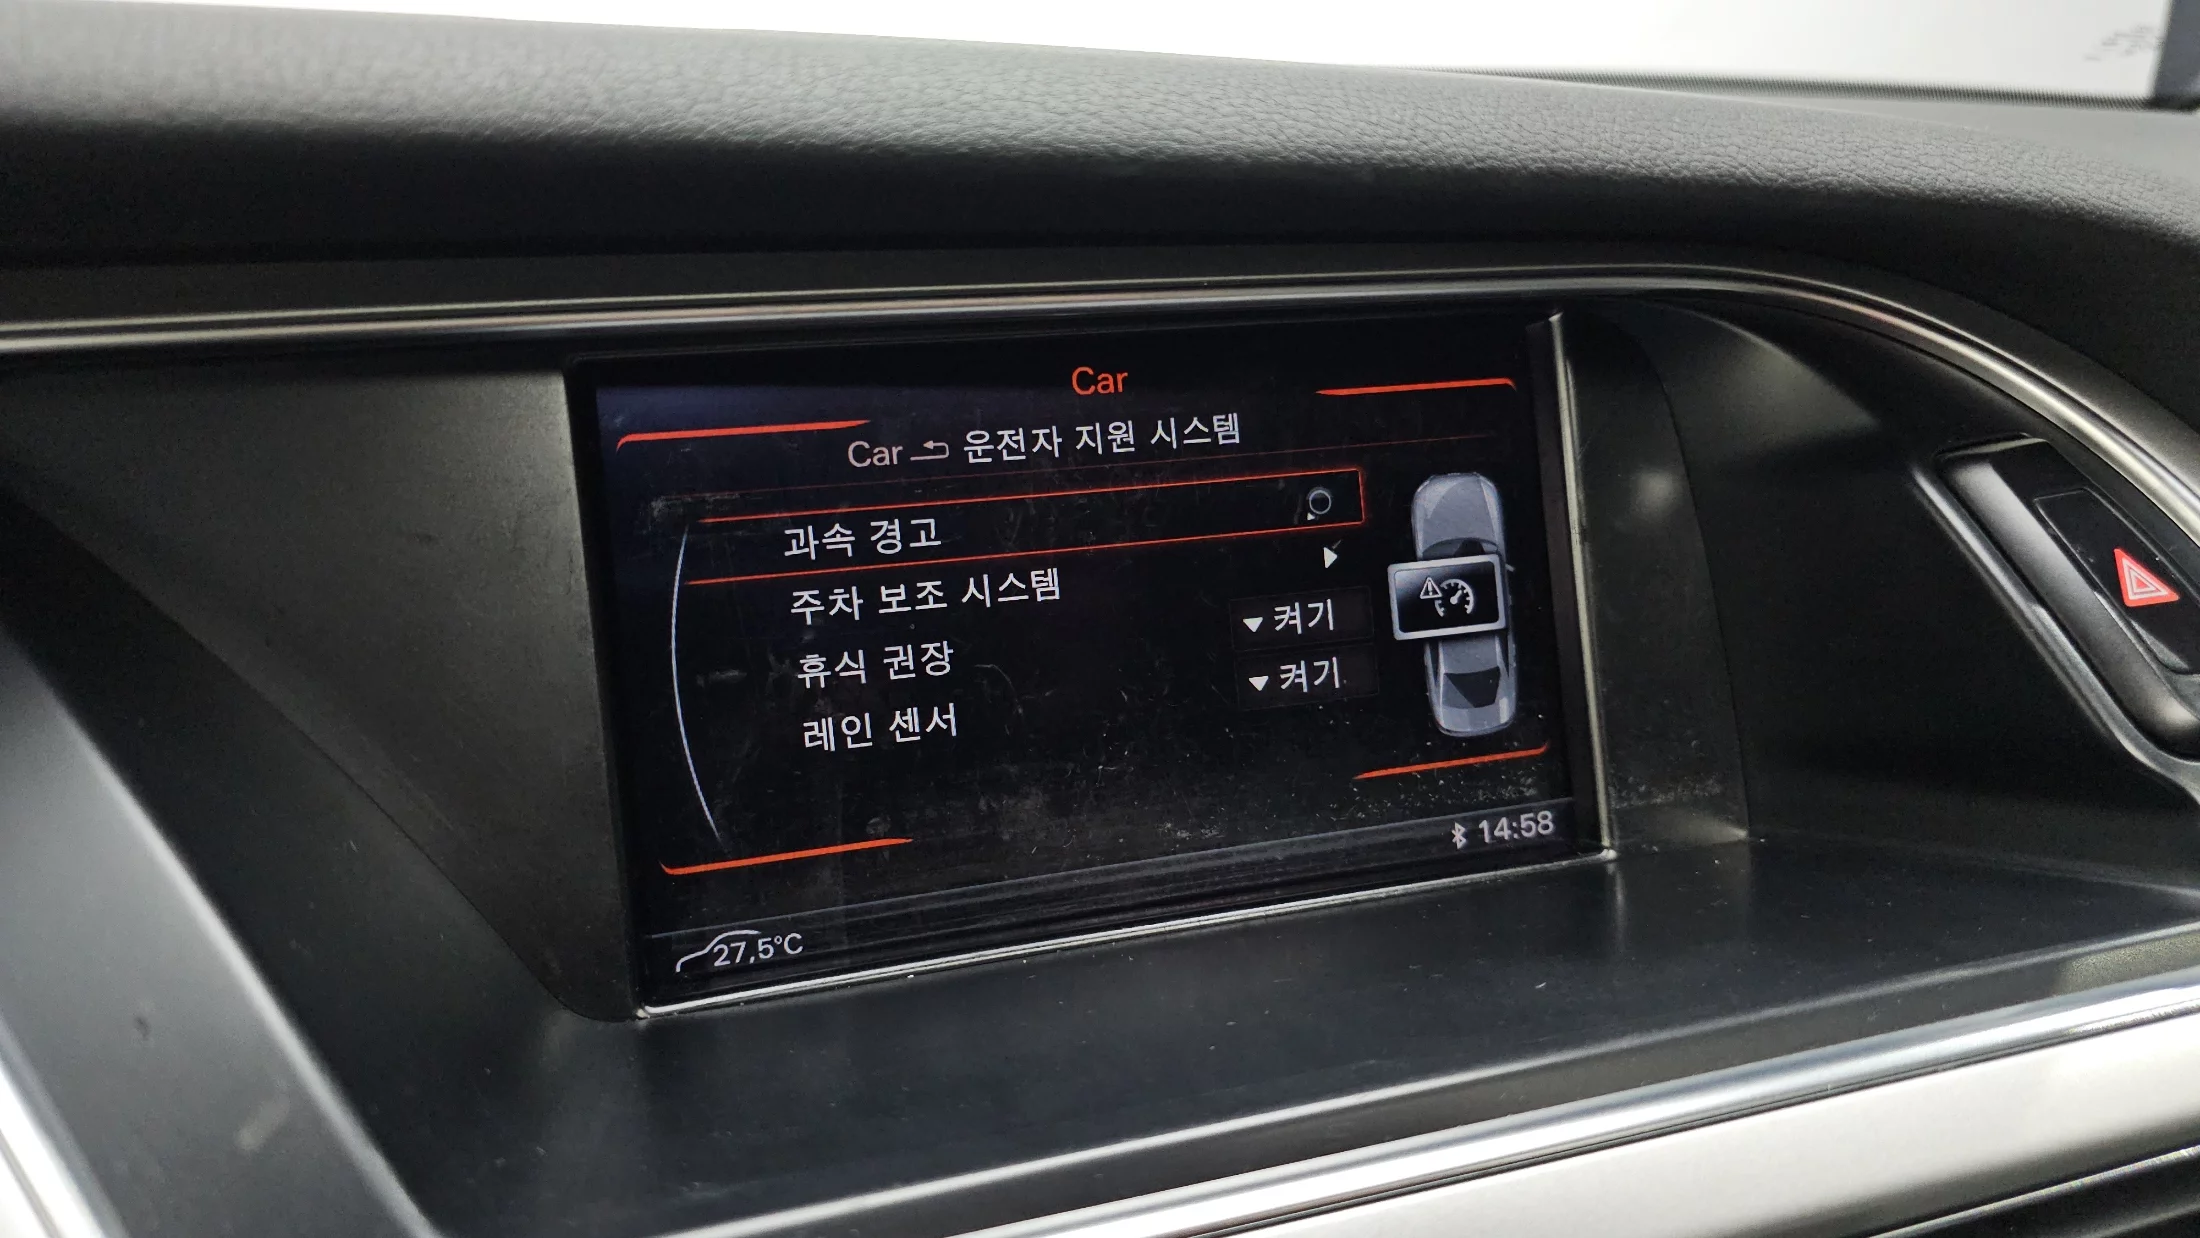 Car
Car 운전자 지원 시스템
과속 경고
주차 보조 시스템
휴식 권장 켜기
레인 센서 켜기
14:58
27,5°C